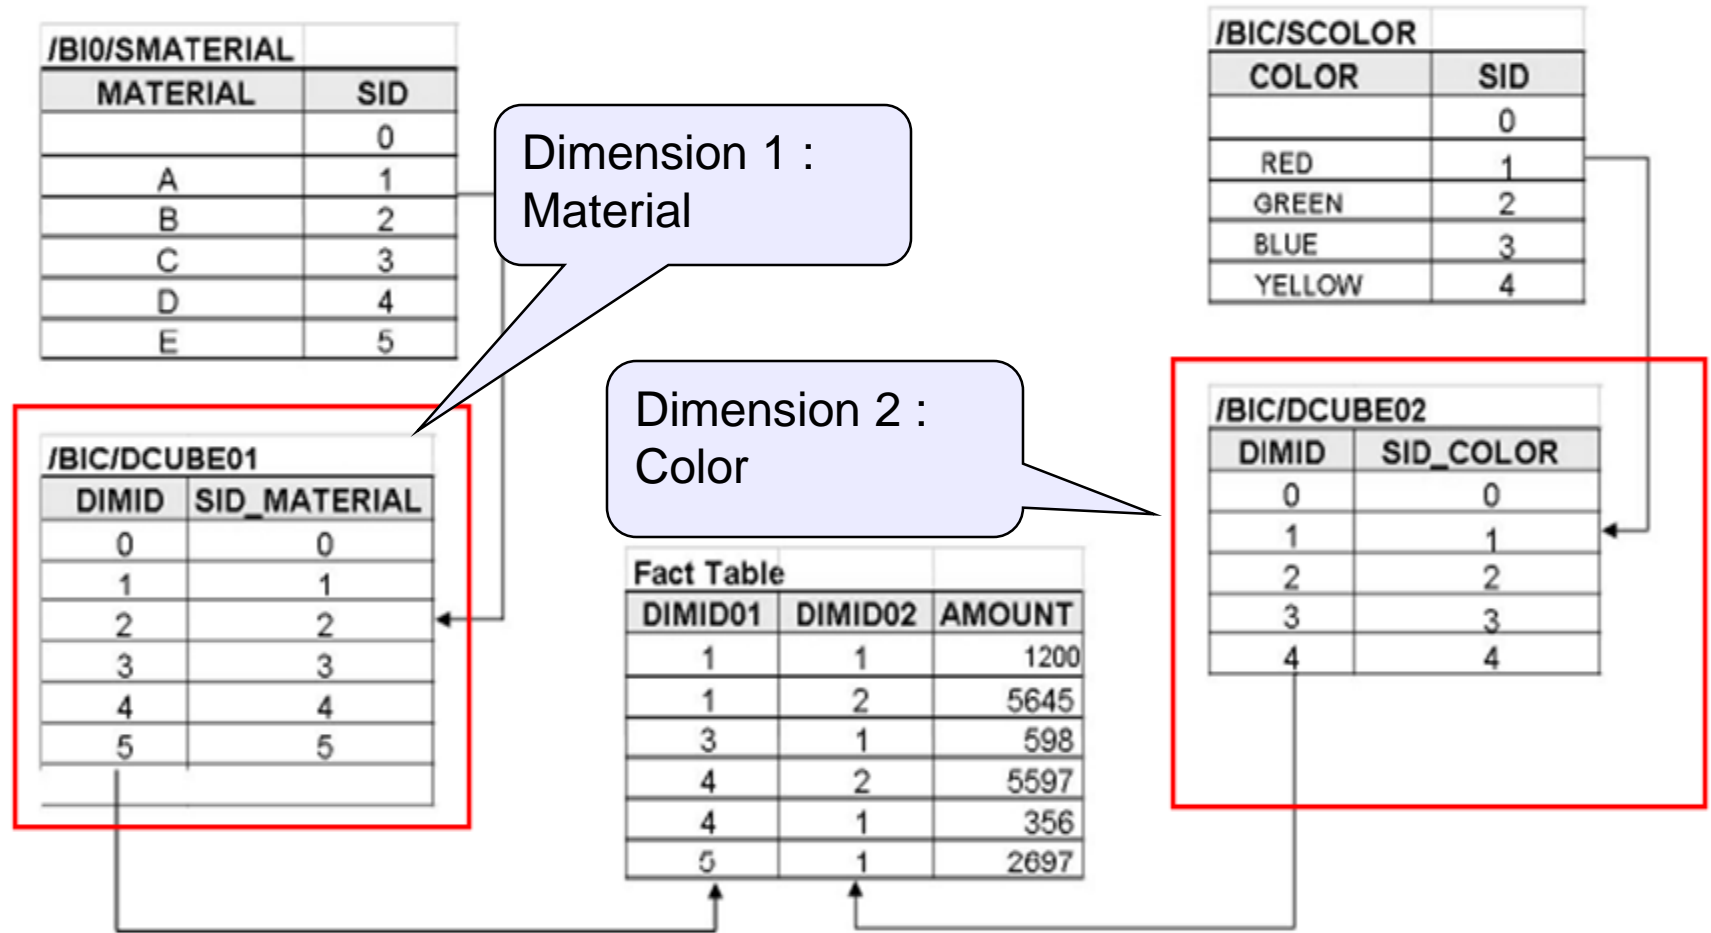 /BI0/SMATERIAL
MATERIAL SID
0
A 1
B 2
C 3
D 4
E 5
Dimension 1 :
Material
/BIC/SCOLOR
COLOR SID
0
RED 1
GREEN 2
BLUE 3
YELLOW 4
/BIC/DCUBE01
DIMID SID_MATERIAL
0 0
1 1
2 2
3 3
4 4
5 5
Dimension 2 :
Color
Fact Table
DIMID01 DIMID02 AMOUNT
1 1 1200
1 2 5645
3 1 598
4 2 5597
4 1 356
5 1 2697
/BIC/DCUBE02
DIMID SID_COLOR
0 0
1 1
2 2
3 3
4 4